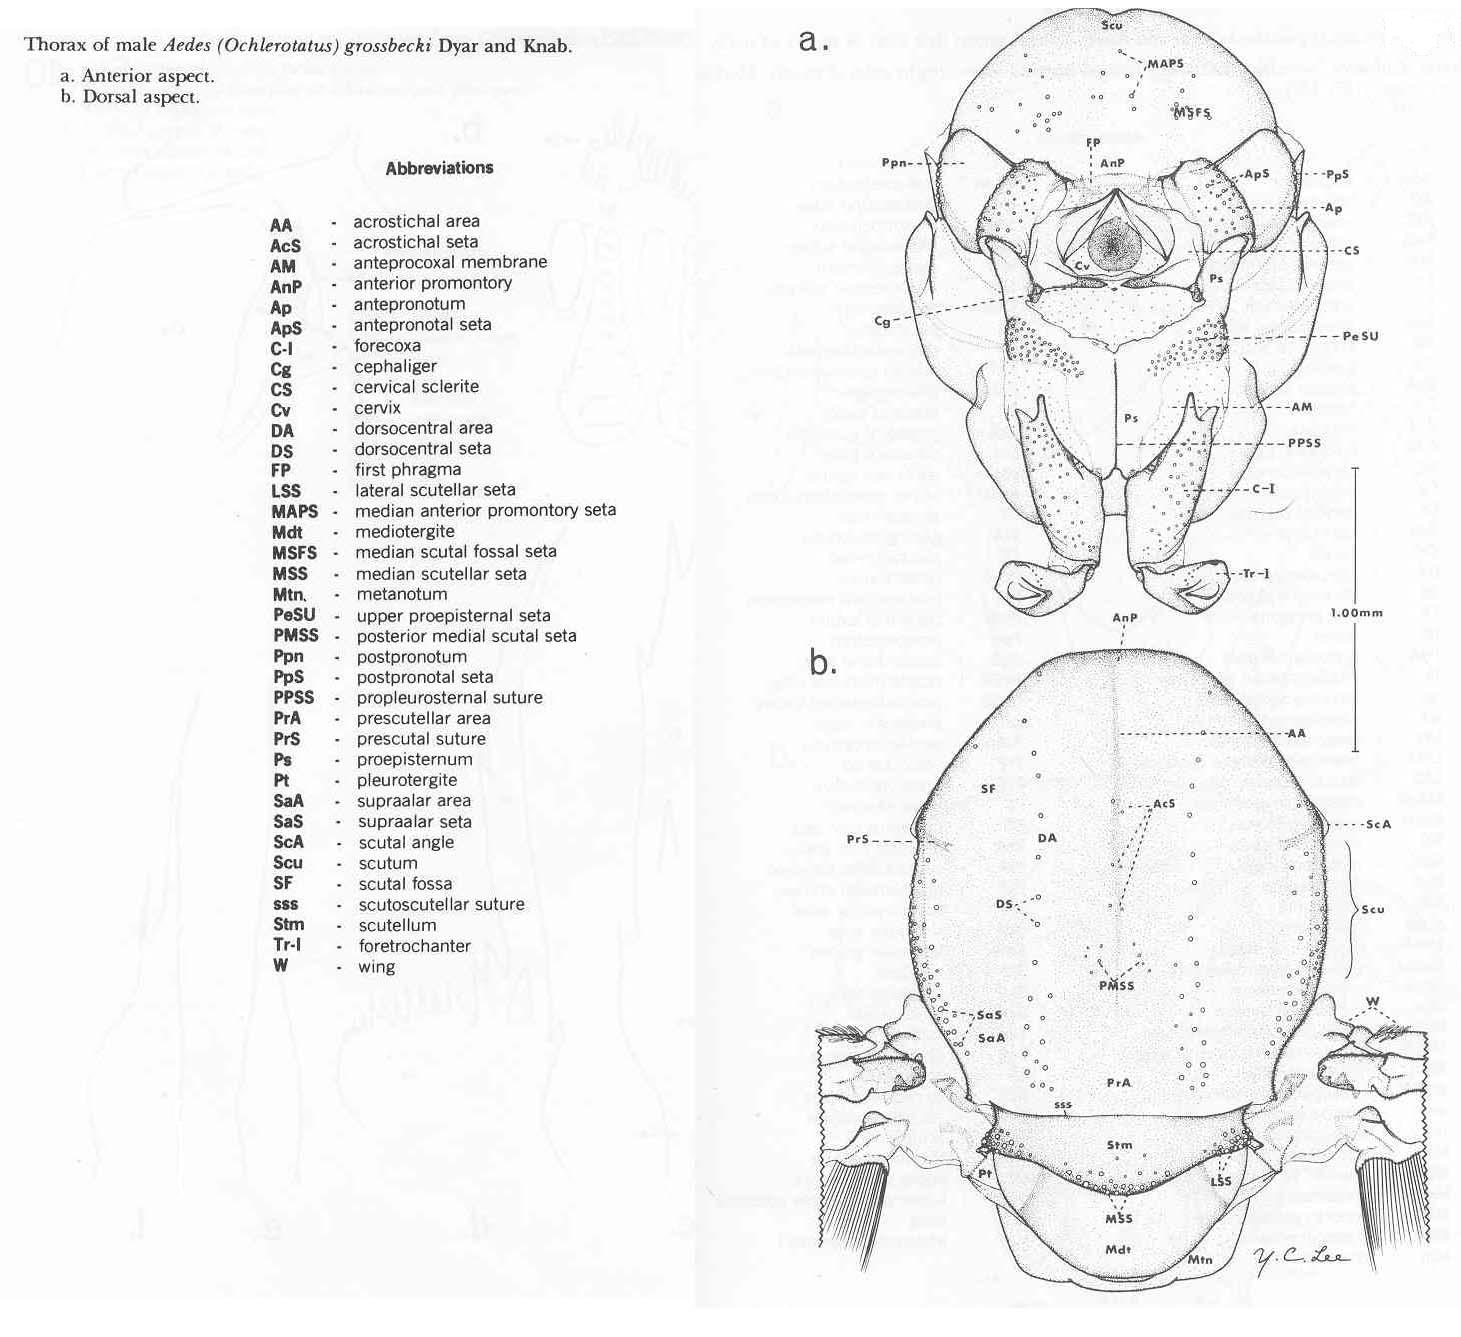 Thorax of male Aedes (Ochlerotatus) grossbecki Dyar and Knab.
a. Anterior aspect.
b. Dorsal aspect.
Abbreviations
AA - acrostichal area
AcS - acrostichal seta
AM - anteprocoxal membrane
AnP - anterior promontory
Ap - antepronotum
ApS - antepronotal seta
C-I - forecoxa
Cg - cephaliger
CS - cervical sclerite
Cv - cervix
DA - dorsocentral area
DS - dorsocentral seta
FP - first phragma
LSS - lateral scutellar seta
MAPS - median anterior promontory seta
Mdt - mediotergite
MSFS - median scutal fossal seta
MSS - median scutellar seta
Mtn. - metanotum
PeSU - upper proepisternal seta
PMSS - posterior medial scutal seta
Ppn - postpronotum
PpS - postpronotal seta
PPSS - propleurosternal suture
PrA - prescutellar area
PrS - prescutal suture
Ps - proepisternum
Pt - pleurotergite
SaA - supraalar area
SaS - supraalar seta
ScA - scutal angle
Scu - scutum
SF - scutal fossa
sss - scutoscutellar suture
Stm - scutellum
Tr-I - foretrochanter
W - wing
a.
Scu
MAPS
MSFS
FP
Ppn
AnP
ApS
PpS
Ap
CS
Cv
Ps
Cg
PeSU
AM
Ps
PPSS
C-I
Tr-I
1.00mm
AnP
b.
AA
SF
AcS
ScA
PrS
DA
DS
Scu
PMSS
W
SaS
SaA
PrA
sss
Stm
Pt
LSS
MSS
Mdt
Mtn
Y. C. Lee